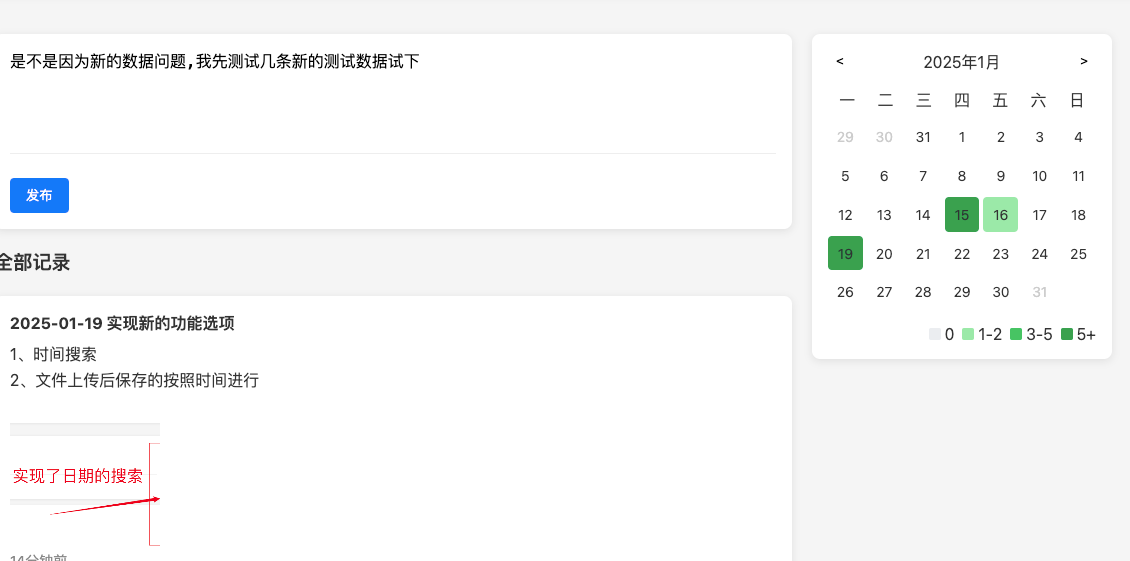 是不是因为新的数据问题,我先测试几条新的测试数据试下
发布
全部记录
2025-01-19 实现新的功能选项
1、时间搜索
2、文件上传后保存的按照时间进行
实现了日期的搜索
14分钟前
< 2025年1月 >
一 二 三 四 五 六 日
29 30 31 1 2 3 4
5 6 7 8 9 10 11
12 13 14 15 16 17 18
19 20 21 22 23 24 25
26 27 28 29 30 31
0 1-2 3-5 5+